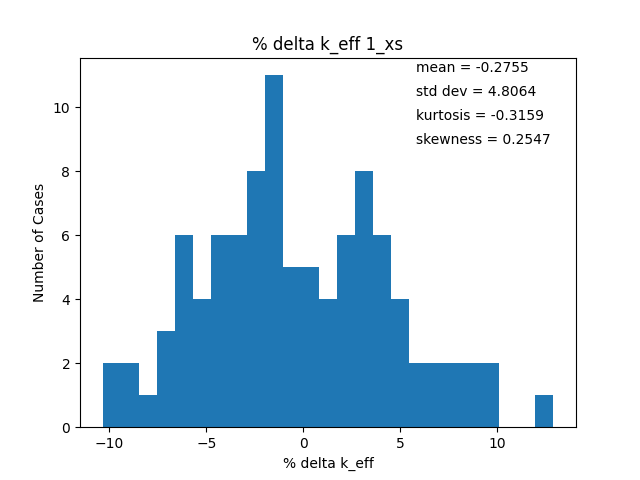 % delta k_eff 1_xs
mean = -0.2755
std dev = 4.8064
kurtosis = -0.3159
skewness = 0.2547
Number of Cases
10
8
6
4
2
0
−10 −5 0 5 10
% delta k_eff